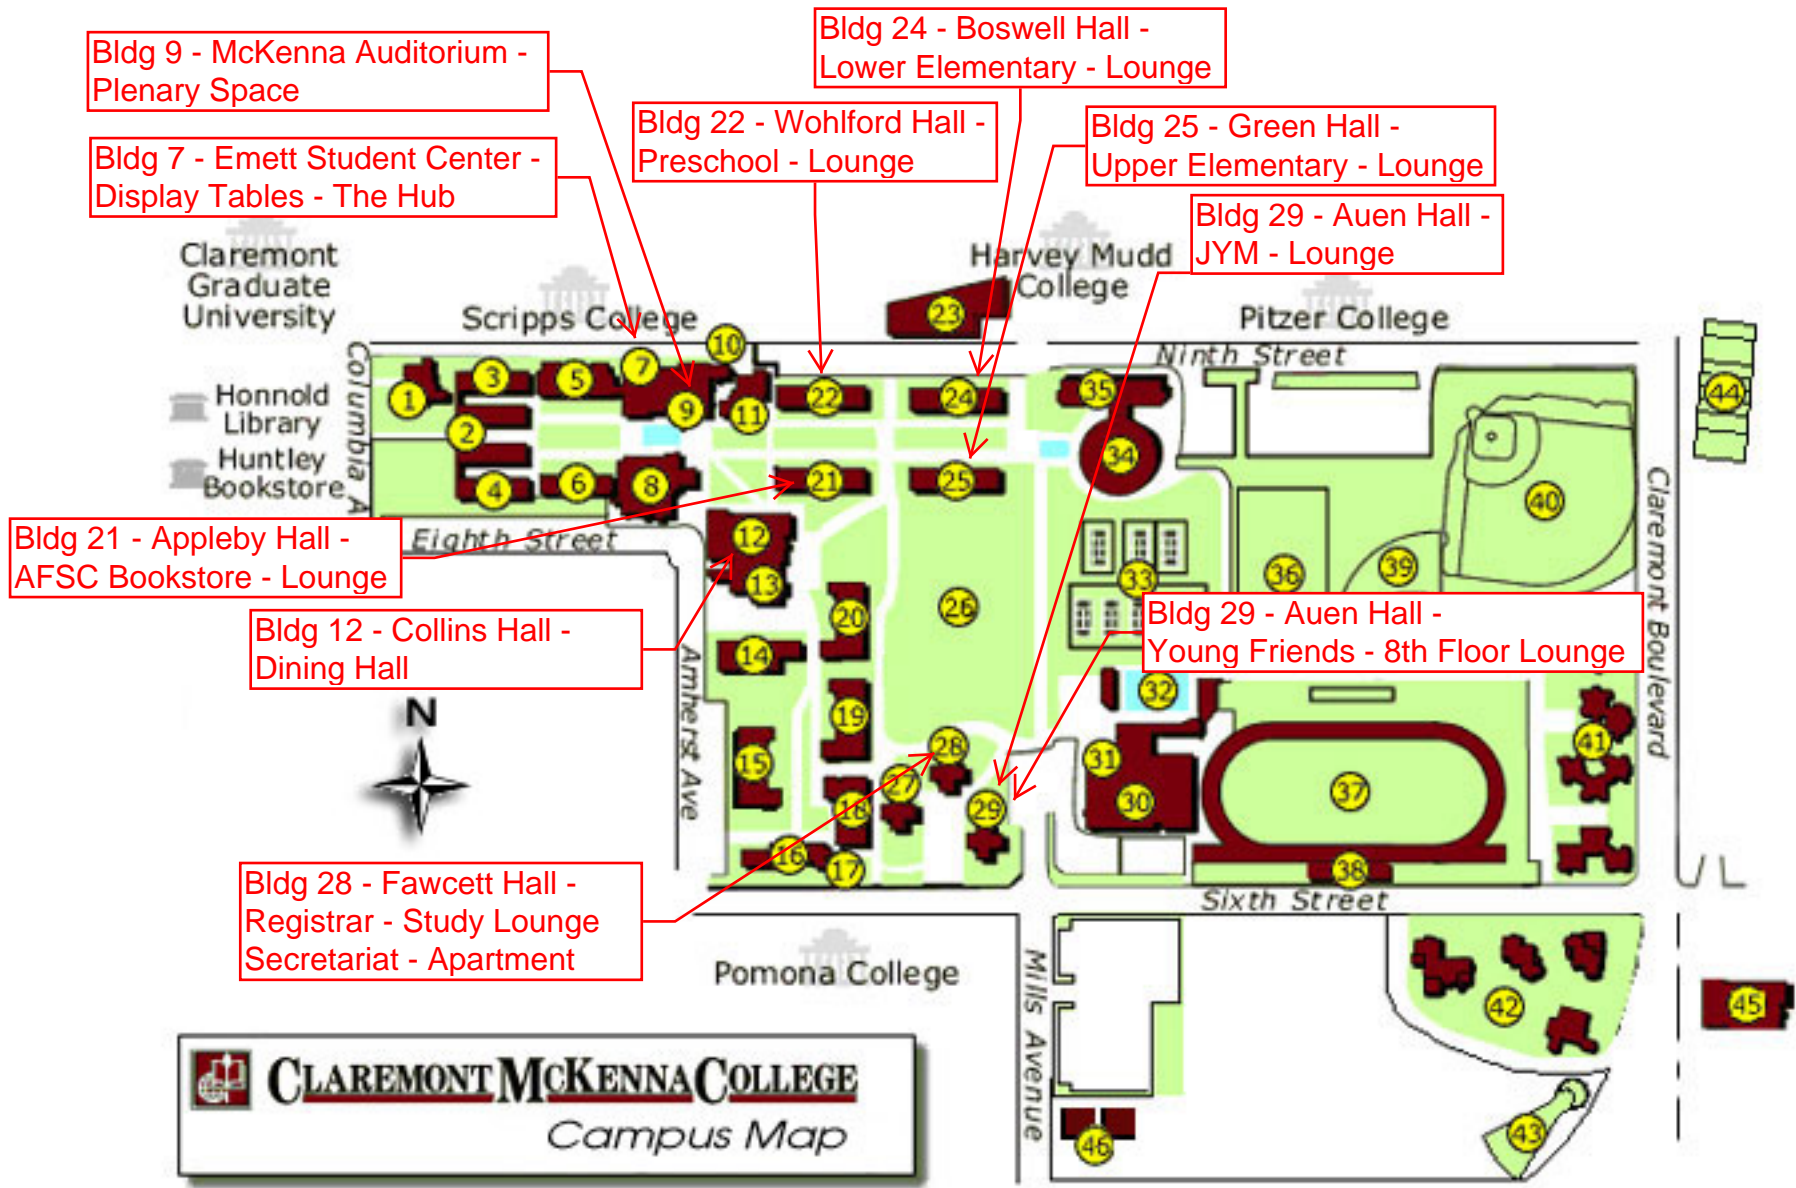 Bldg 9 - McKenna Auditorium -
Plenary Space
Bldg 24 - Boswell Hall -
Lower Elementary - Lounge
Bldg 22 - Wohlford Hall -
Preschool - Lounge
Bldg 25 - Green Hall -
Upper Elementary - Lounge
Bldg 7 - Emett Student Center -
Display Tables - The Hub
Bldg 29 - Auen Hall -
JYM - Lounge
Claremont
Graduate
University
Scripps College
Harvey Mudd
College
Pitzer College
Ninth Street
Columbia A
Honnold
Library
Huntley
Bookstore
1
2
3
4
5
6
7
8
9
10
11
22
23
24
35
34
21
25
44
40
Claremont Boulevard
Eighth Street
Bldg 21 - Appleby Hall -
AFSC Bookstore - Lounge
12
13
33
36
39
26
20
Bldg 12 - Collins Hall -
Dining Hall
Bldg 29 - Auen Hall -
Young Friends - 8th Floor Lounge
14
Amherst Ave
N
19
32
15
28
31
41
27
18
29
30
37
16
17
38
Bldg 28 - Fawcett Hall -
Registrar - Study Lounge
Secretariat - Apartment
Sixth Street
Pomona College
Mills Avenue
42
45
43
46
CLAREMONT MCKENNA COLLEGE
Campus Map